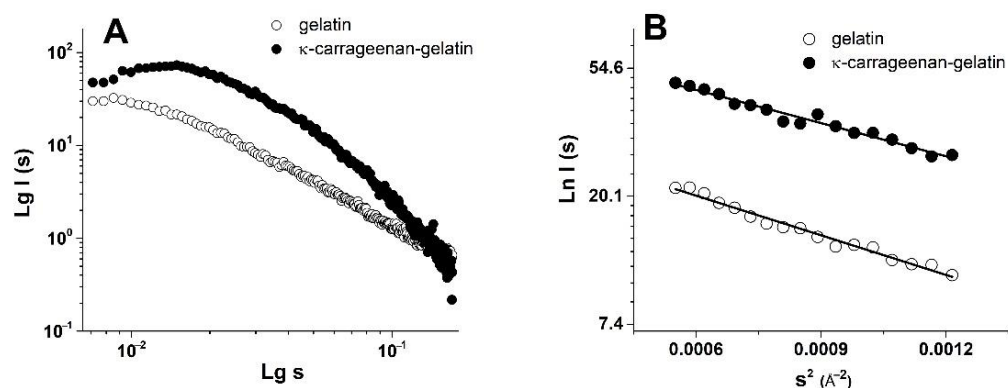 A
gelatin
κ-carrageenan-gelatin
Lg I (s)
10²
10¹
10⁰
10⁻¹
10⁻²
10⁻¹
Lg s
B
gelatin
κ-carrageenan-gelatin
Ln I (s)
54.6
20.1
7.4
0.0006
0.0009
0.0012
s² (Å⁻²)